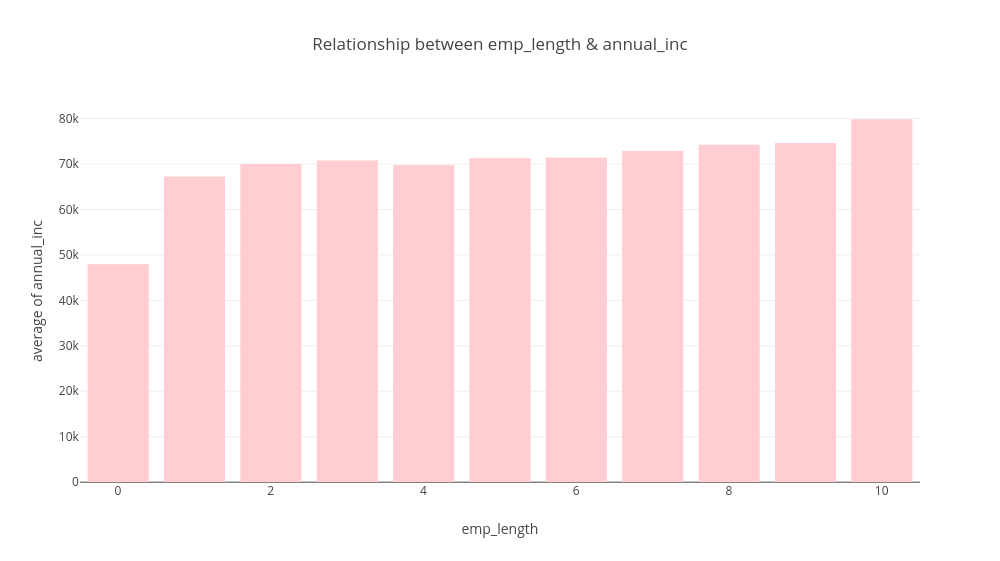 Relationship between emp_length & annual_inc
average of annual_inc
80k
70k
60k
50k
40k
30k
20k
10k
0
0 2 4 6 8 10
emp_length